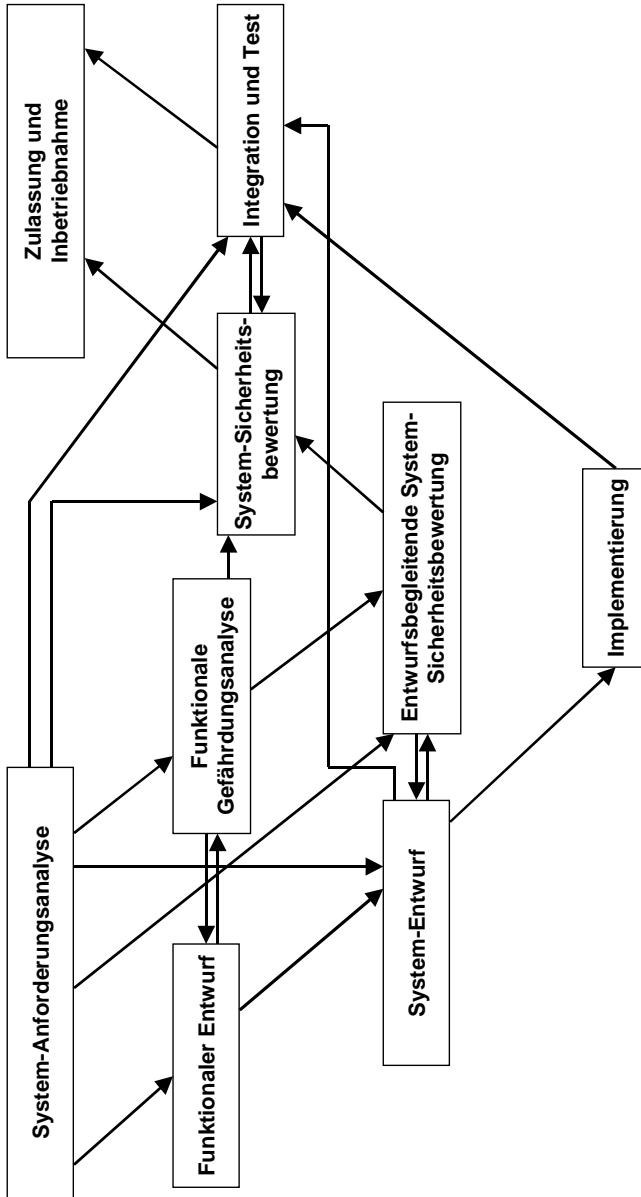 System-Anforderungsanalyse
Zulassung und
Inbetriebnahme
Funktionaler Entwurf
Funktionale
Gefährdungsanalyse
System-Sicherheits-
bewertung
Integration und Test
System-Entwurf
Entwurfsbegleitende System-
Sicherheitsbewertung
Implementierung